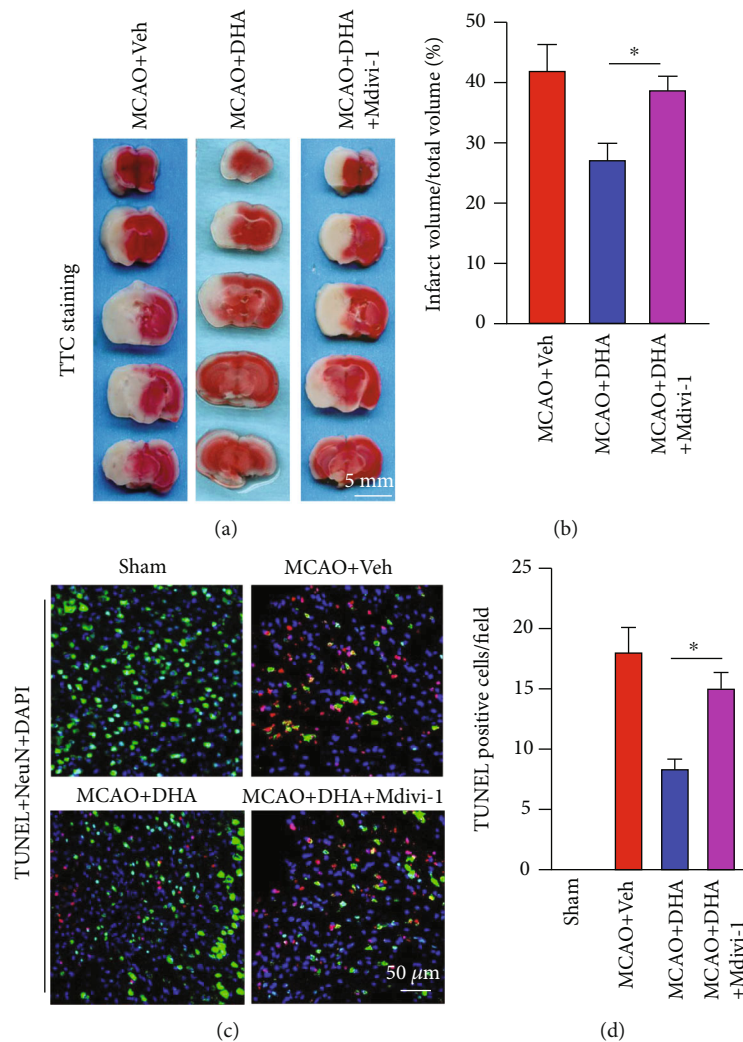 MCAO+Veh
MCAO+DHA
MCAO+DHA
+Mdivi-1
TTC staining
5 mm
(a)
Infarct volume/total volume (%)
50
40
30
20
10
0
*
MCAO+Veh
MCAO+DHA
MCAO+DHA
+Mdivi-1
(b)
TUNEL+NeuN+DAPI
Sham
MCAO+Veh
MCAO+DHA
MCAO+DHA+Mdivi-1
50 μm
(c)
TUNEL positive cells/field
25
20
15
10
5
0
*
Sham
MCAO+Veh
MCAO+DHA
MCAO+DHA
+Mdivi-1
(d)